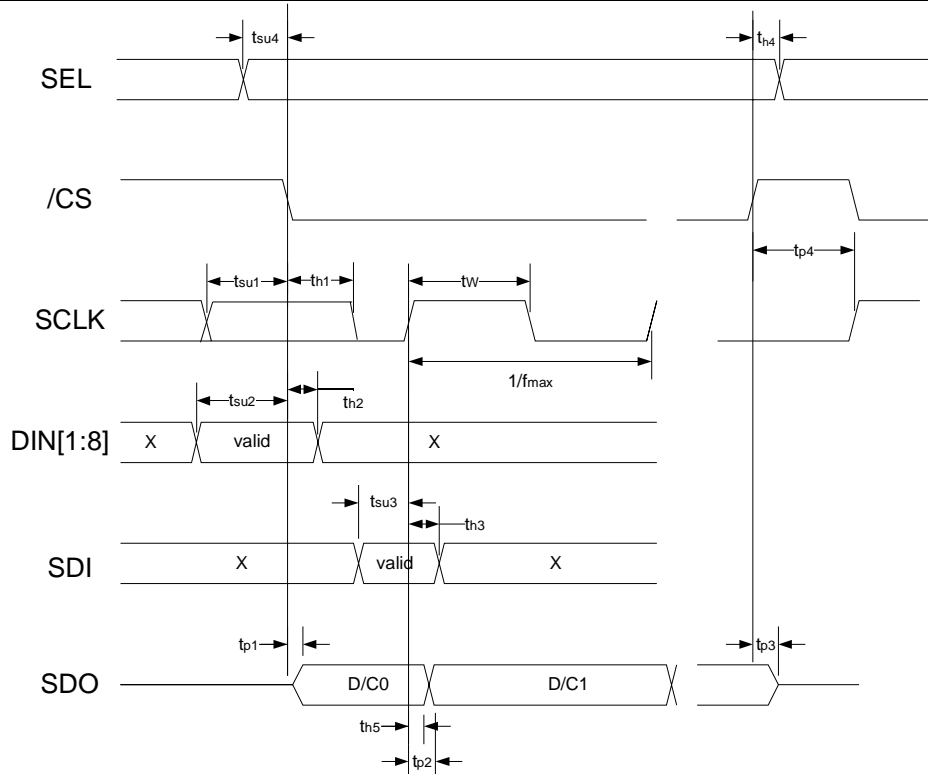 tsu4
th4
SEL
/CS
tp4
tsu1
th1
tw
SCLK
1/fmax
tsu2
th2
DIN[1:8]
X
valid
X
tsu3
th3
SDI
X
valid
X
tp1
tp3
SDO
D/C0
D/C1
th5
tp2